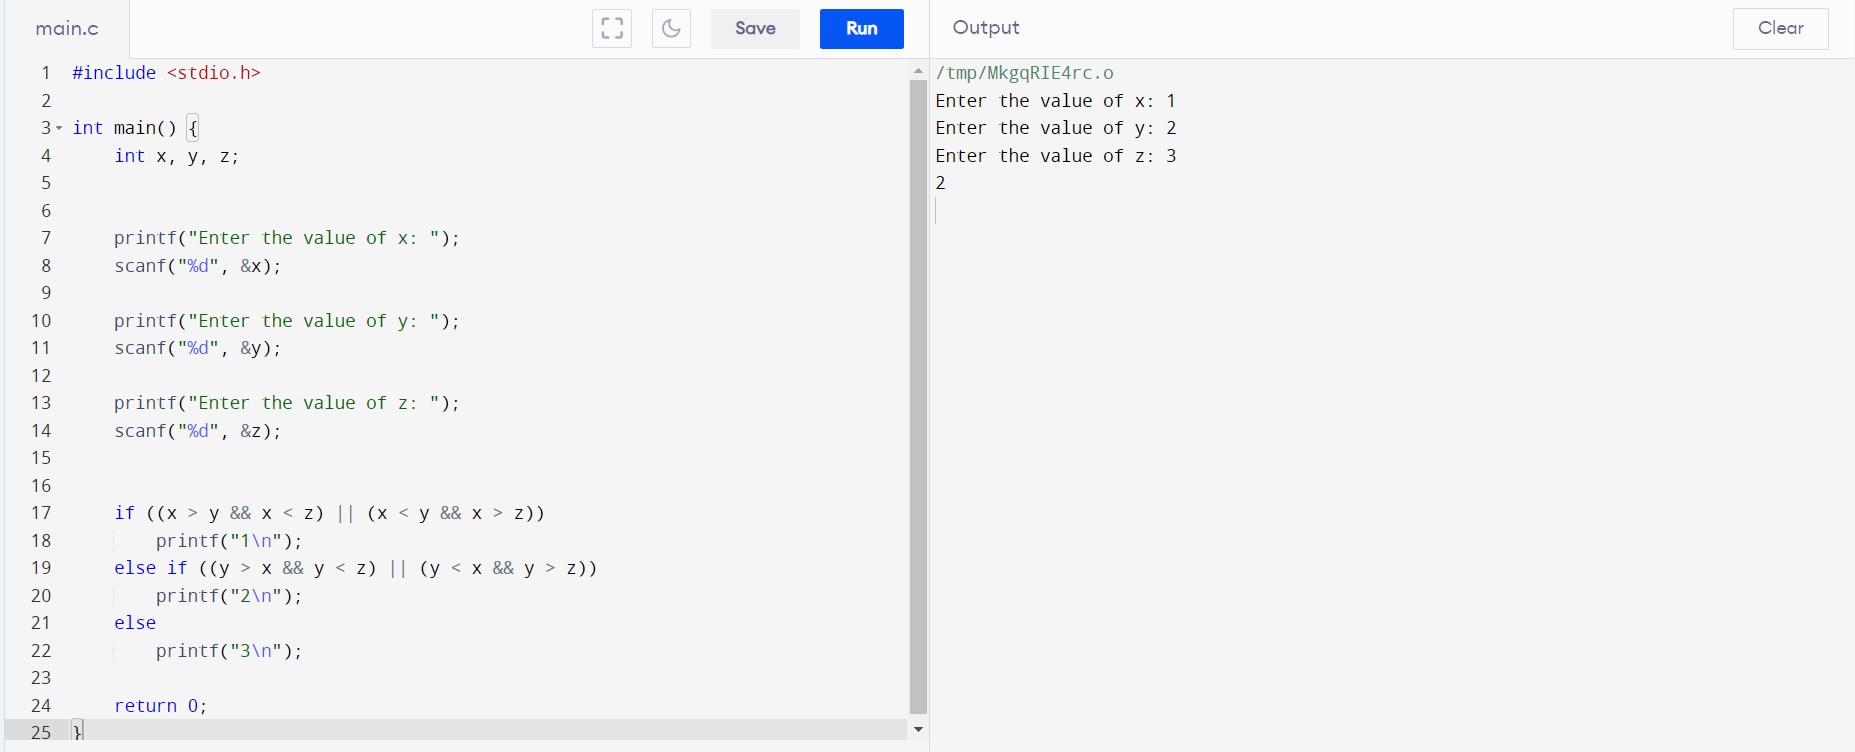 main.c
Save
Run
Output
Clear
1 #include <stdio.h>
2
3 int main() {
4     int x, y, z;
5
6
7     printf("Enter the value of x: ");
8     scanf("%d", &x);
9
10     printf("Enter the value of y: ");
11     scanf("%d", &y);
12
13     printf("Enter the value of z: ");
14     scanf("%d", &z);
15
16
17     if ((x > y && x < z) || (x < y && x > z))
18         printf("1\n");
19     else if ((y > x && y < z) || (y < x && y > z))
20         printf("2\n");
21     else
22         printf("3\n");
23
24     return 0;
25 }
/tmp/MkgqRIE4rc.o
Enter the value of x: 1
Enter the value of y: 2
Enter the value of z: 3
2